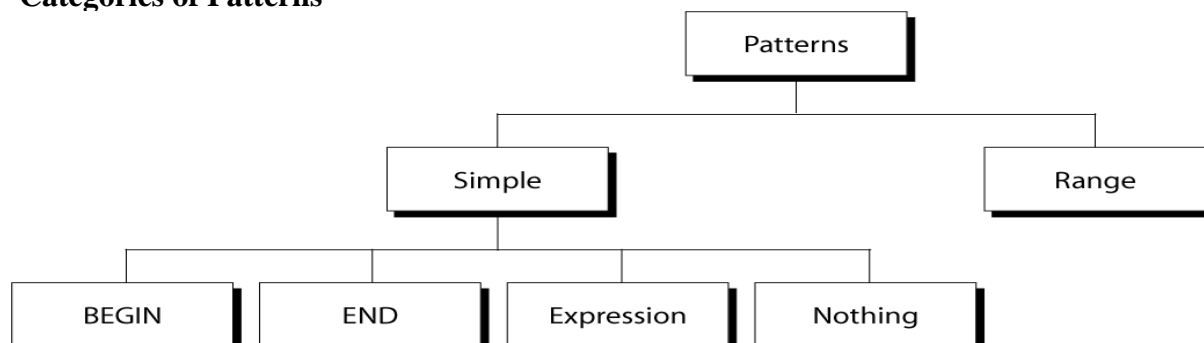 Categories of Patterns
Patterns
Simple
Range
BEGIN
END
Expression
Nothing